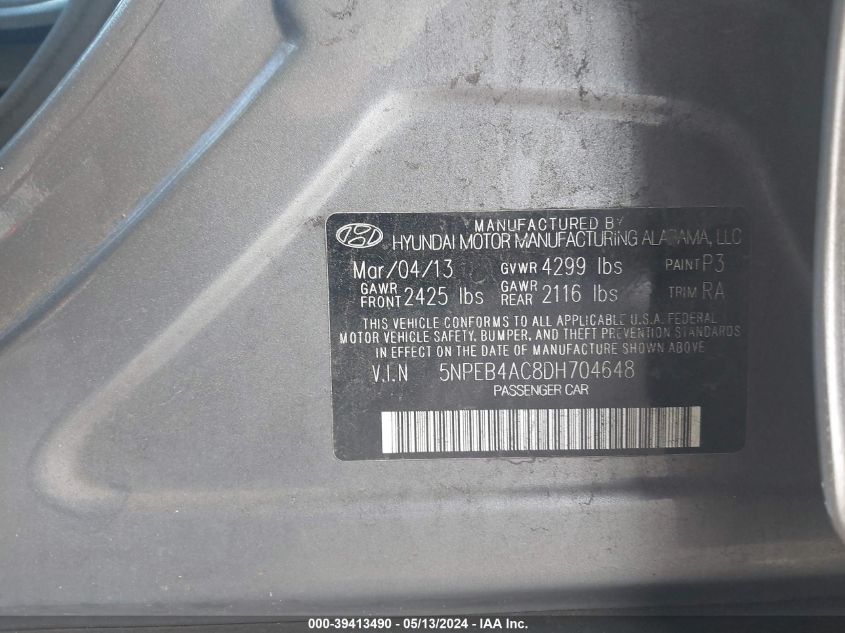 MANUFACTURED BY
HYUNDAI MOTOR MANUFACTURING ALABAMA, LLC
Mar/04/13 GVWR 4299 lbs PAINT P3
GAWR FRONT 2425 lbs GAWR REAR 2116 lbs TRIM RA
THIS VEHICLE CONFORMS TO ALL APPLICABLE U.S.A. FEDERAL
MOTOR VEHICLE SAFETY, BUMPER, AND THEFT PREVENTION STANDARDS
IN EFFECT ON THE DATE OF MANUFACTURE SHOWN ABOVE
V.I.N 5NPEB4AC8DH704648
PASSENGER CAR
000-39413490 - 05/13/2024 - IAA Inc.